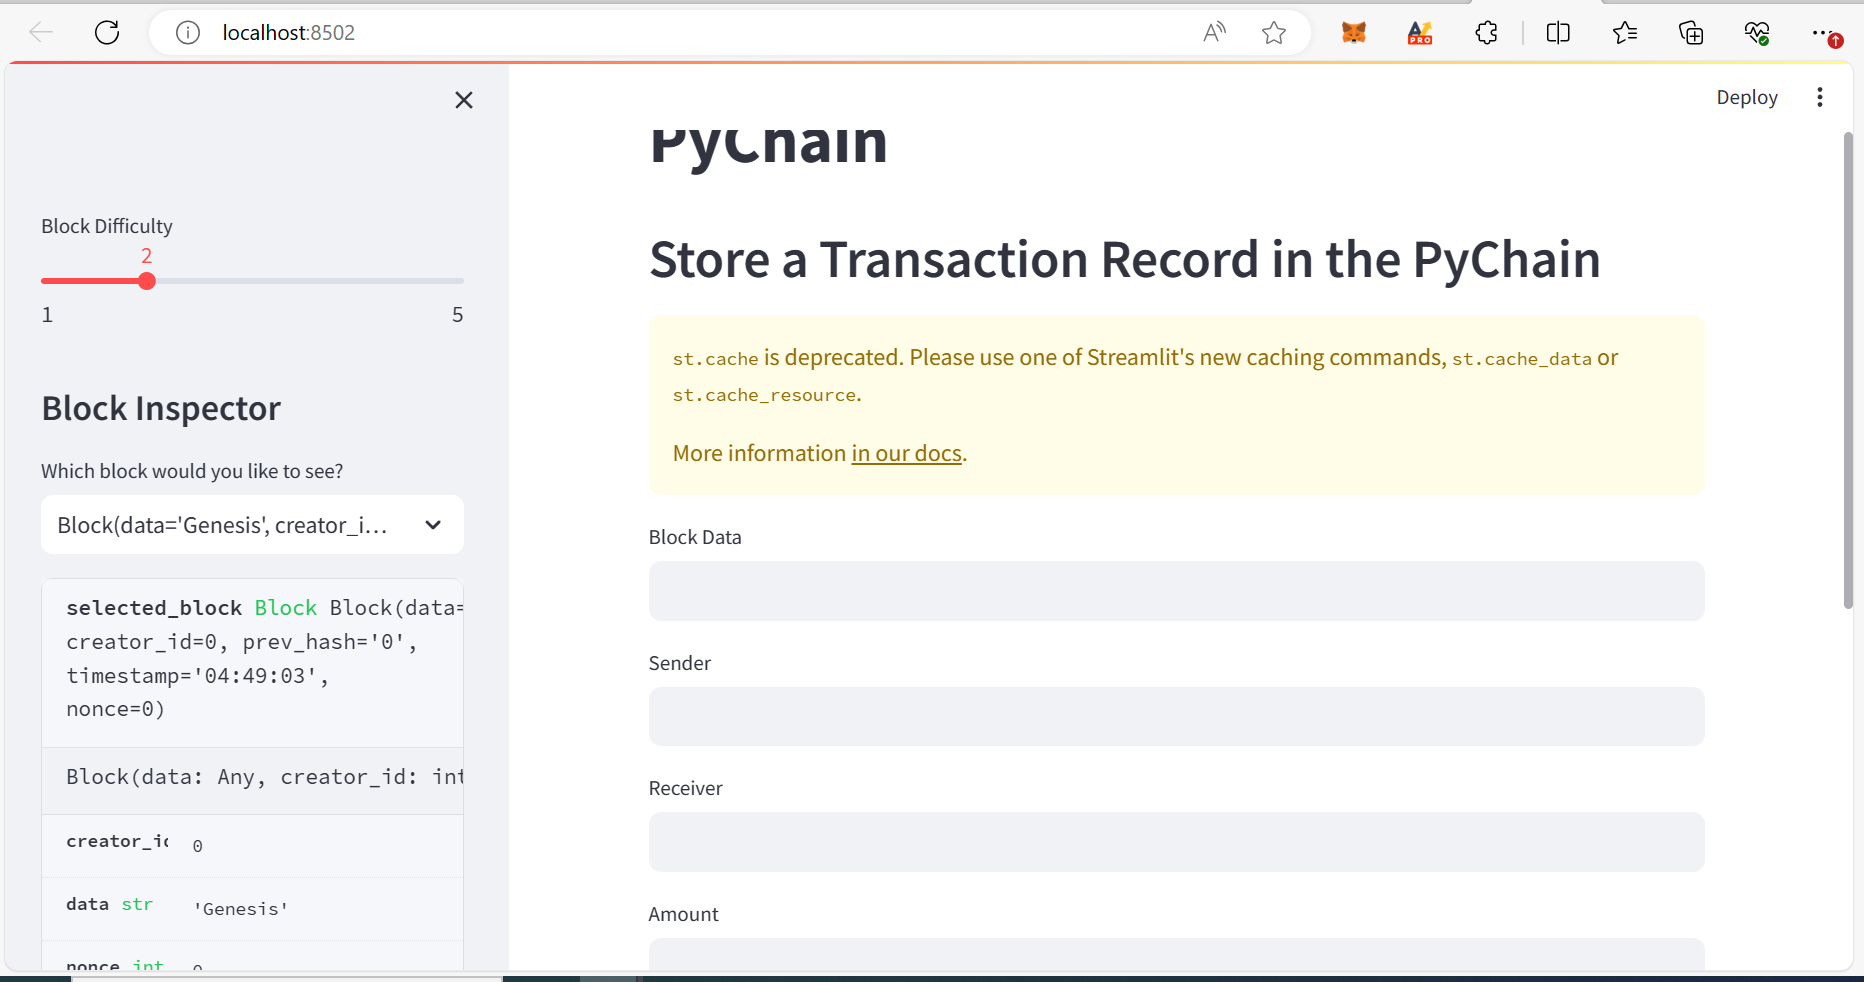 localhost:8502
A))
PRO
Deploy
Block Difficulty
2
1 5
Block Inspector
Which block would you like to see?
Block(data='Genesis', creator_i...
selected_block Block Block(data=
creator_id=0, prev_hash='0',
timestamp='04:49:03',
nonce=0)
Block(data: Any, creator_id: int
creator_id 0
data str 'Genesis'
nonce int 0
PyChain
Store a Transaction Record in the PyChain
st.cache is deprecated. Please use one of Streamlit's new caching commands, st.cache_data or
st.cache_resource.
More information in our docs.
Block Data
Sender
Receiver
Amount